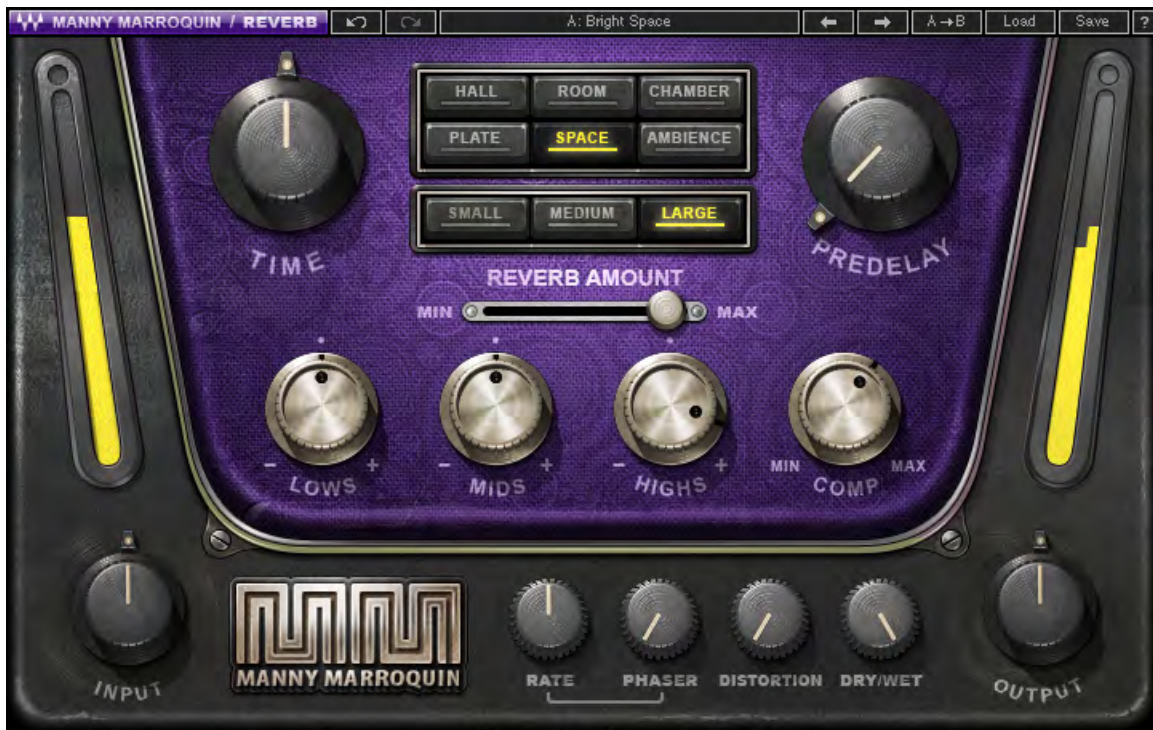 MANNY MARROQUIN / REVERB
A: Bright Space
A→B
Load
Save
?
HALL
ROOM
CHAMBER
PLATE
SPACE
AMBIENCE
SMALL
MEDIUM
LARGE
TIME
PREDELAY
REVERB AMOUNT
MIN
MAX
- +
- +
- +
MIN
MAX
LOWS
MIDS
HIGHS
COMP
MANNY MARROQUIN
INPUT
RATE
PHASER
DISTORTION
DRY/WET
OUTPUT